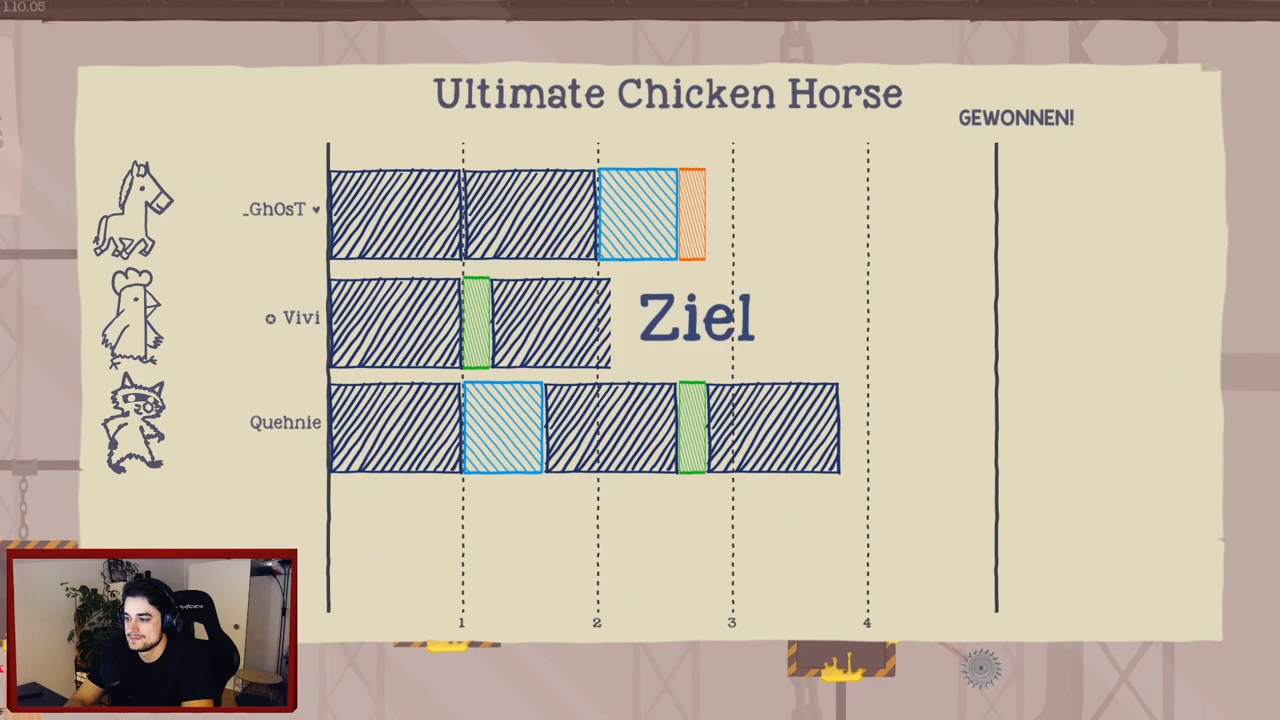 1.10.05
Ultimate Chicken Horse
GEWONNEN!
_GhOsT ♥
✪ Vivi
Ziel
Quehnie
1 2 3 4